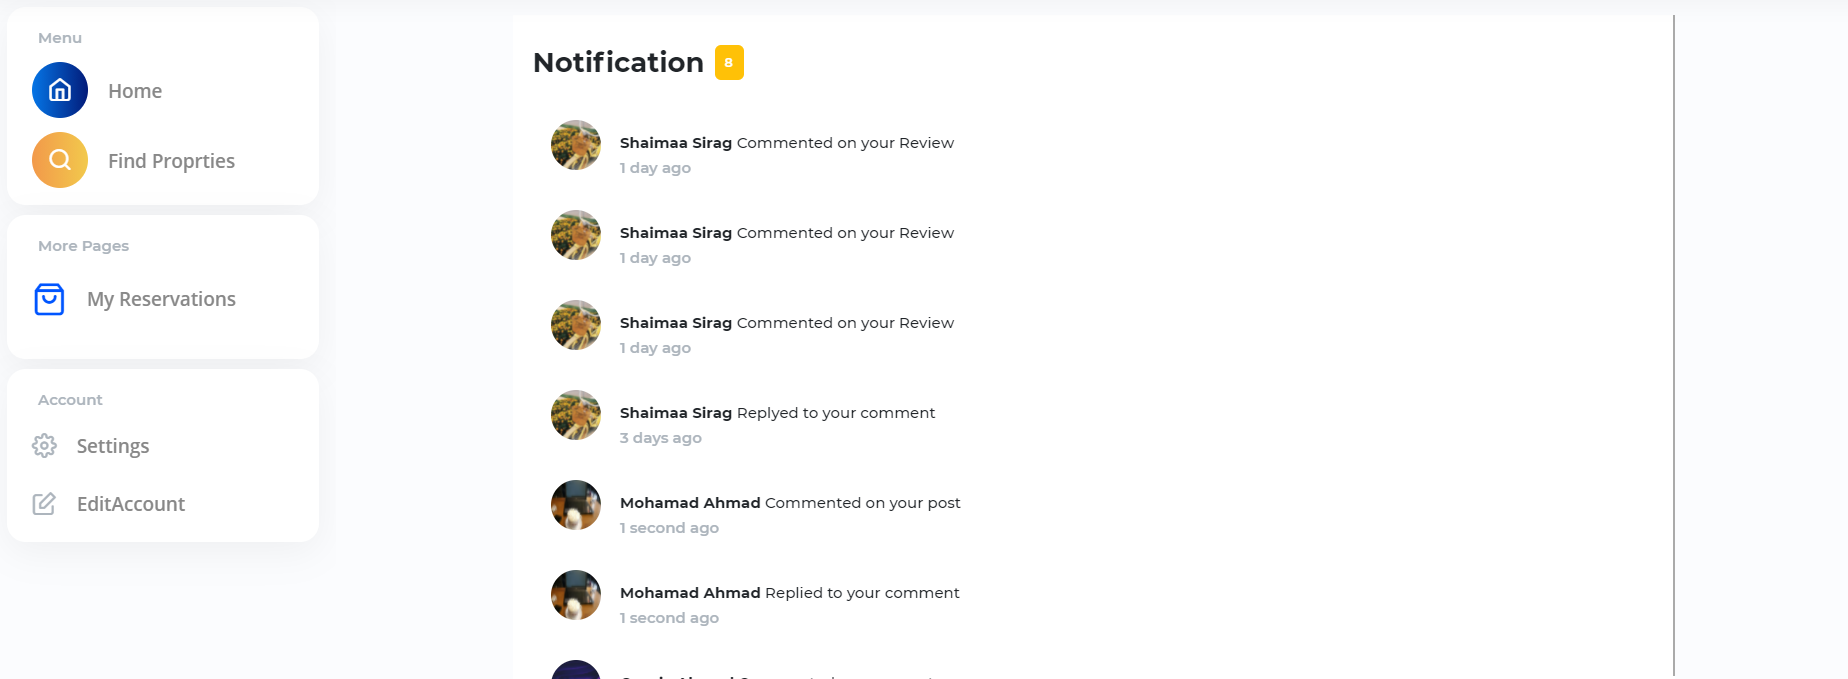 Menu
Home
Find Proprties
More Pages
My Reservations
Account
Settings
EditAccount
Notification 8
Shaimaa Sirag Commented on your Review
1 day ago
Shaimaa Sirag Commented on your Review
1 day ago
Shaimaa Sirag Commented on your Review
1 day ago
Shaimaa Sirag Replyed to your comment
3 days ago
Mohamad Ahmad Commented on your post
1 second ago
Mohamad Ahmad Replied to your comment
1 second ago